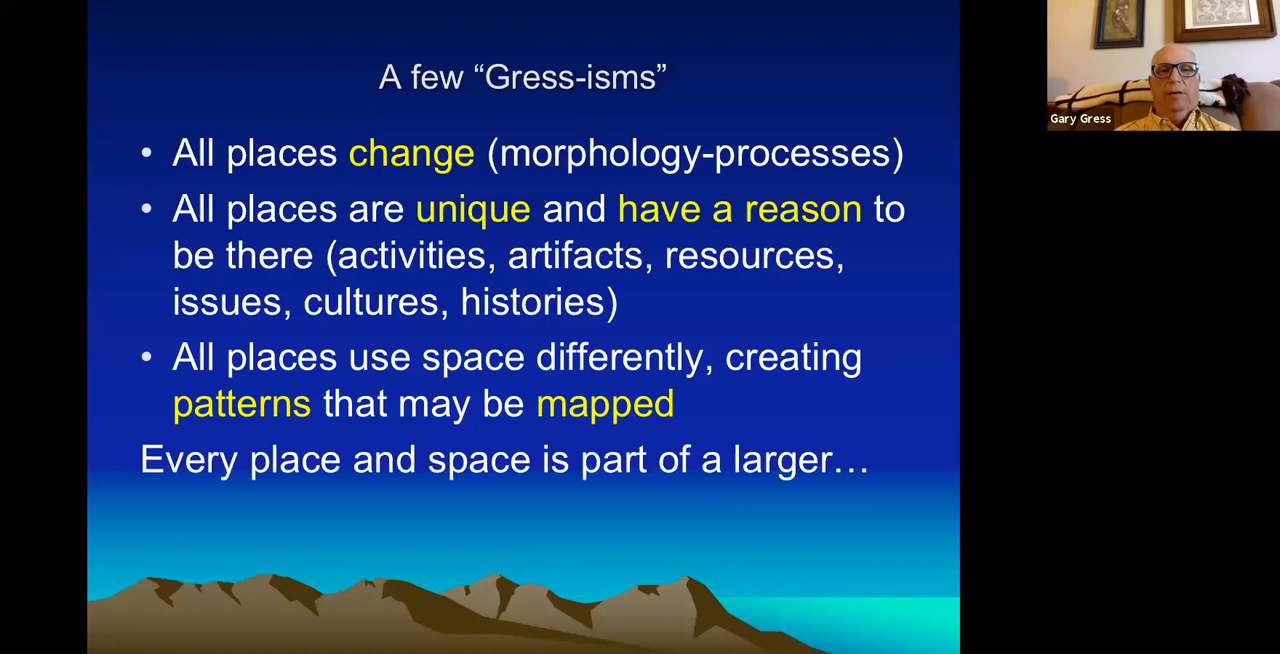 A few “Gress-isms”
• All places change (morphology-processes)
• All places are unique and have a reason to
be there (activities, artifacts, resources,
issues, cultures, histories)
• All places use space differently, creating
patterns that may be mapped
Every place and space is part of a larger…
Gary Gress